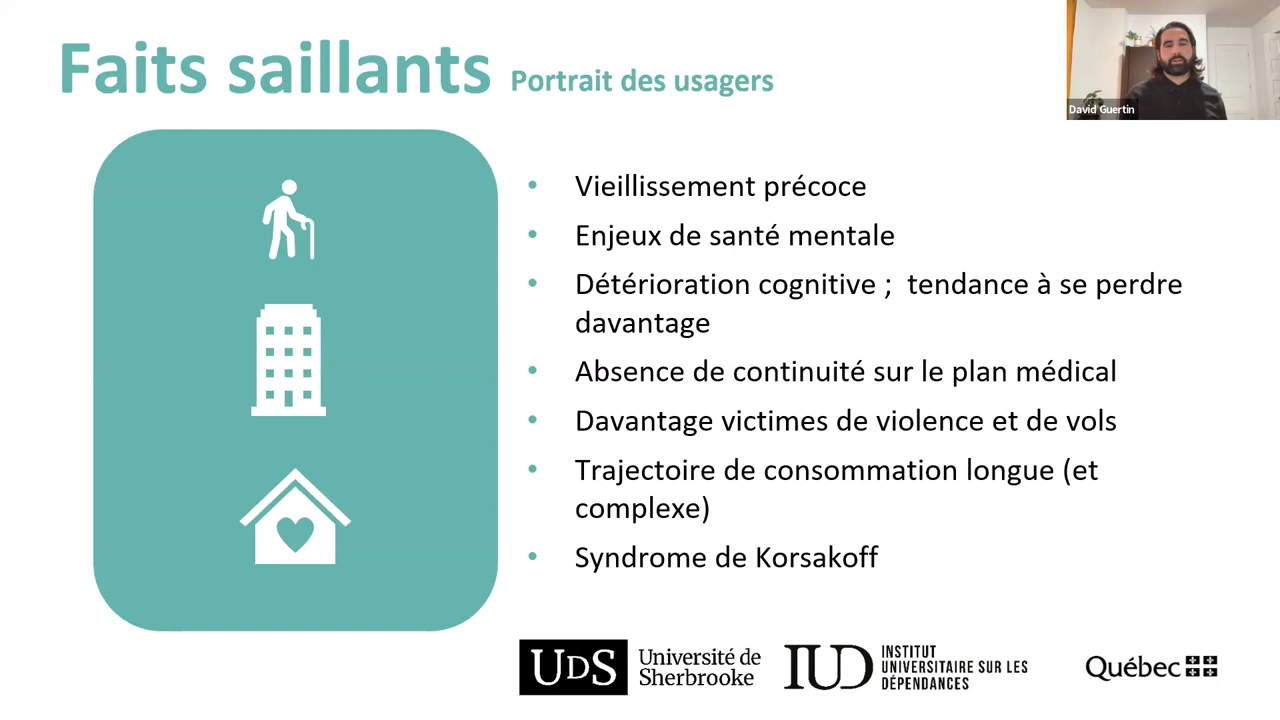 Faits saillants Portrait des usagers
David Guertin
• Vieillissement précoce
• Enjeux de santé mentale
• Détérioration cognitive ; tendance à se perdre
davantage
• Absence de continuité sur le plan médical
• Davantage victimes de violence et de vols
• Trajectoire de consommation longue (et
complexe)
• Syndrome de Korsakoff
UDS Université de
Sherbrooke
IUD INSTITUT
UNIVERSITAIRE SUR LES
DÉPENDANCES
Québec